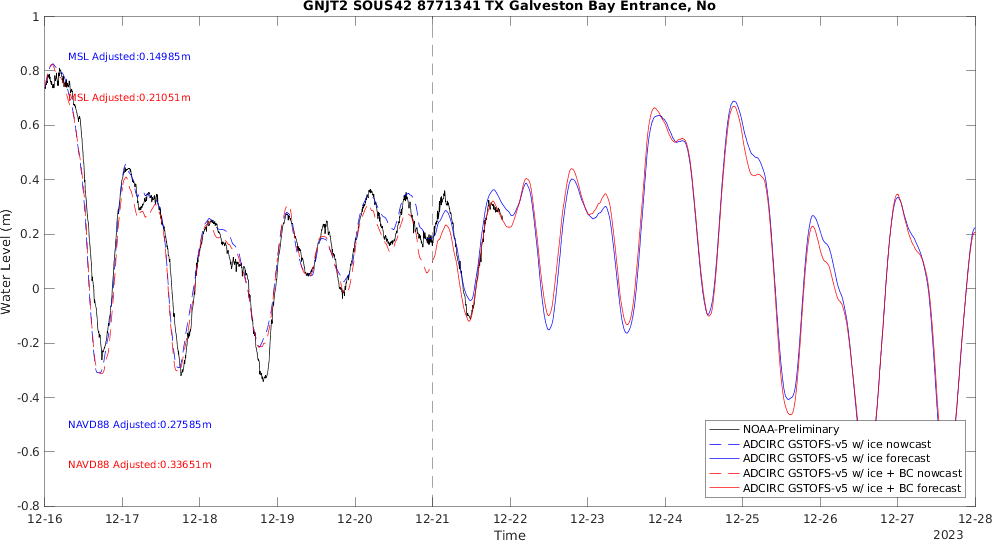 GNJT2 SOUS42 8771341 TX Galveston Bay Entrance, No
1
0.8
0.6
0.4
0.2
0
-0.2
-0.4
-0.6
-0.8
Water Level (m)
MSL Adjusted:0.14985m
MSL Adjusted:0.21051m
NAVD88 Adjusted:0.27585m
NAVD88 Adjusted:0.33651m
NOAA-Preliminary
ADCIRC GSTOFS-v5 w/ ice nowcast
ADCIRC GSTOFS-v5 w/ ice forecast
ADCIRC GSTOFS-v5 w/ ice + BC nowcast
ADCIRC GSTOFS-v5 w/ ice + BC forecast
12-16 12-17 12-18 12-19 12-20 12-21 12-22 12-23 12-24 12-25 12-26 12-27 12-28
Time
2023